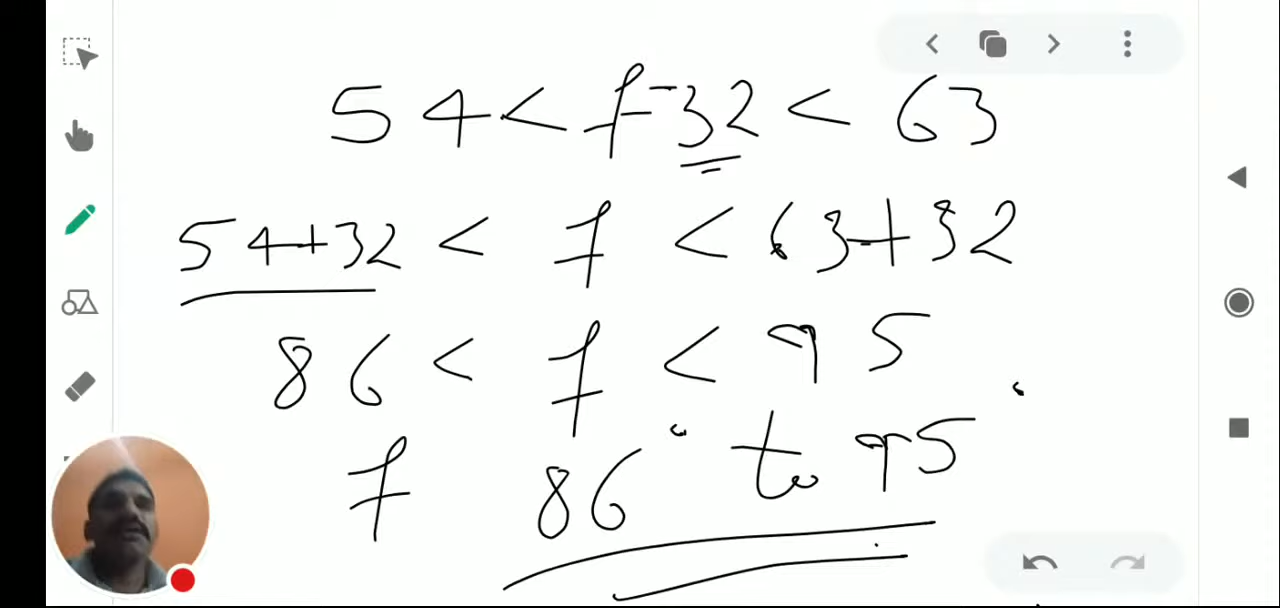 54 < f-32 < 63
54+32 < f < 63+32
86 < f < 95
f 86° to 95°